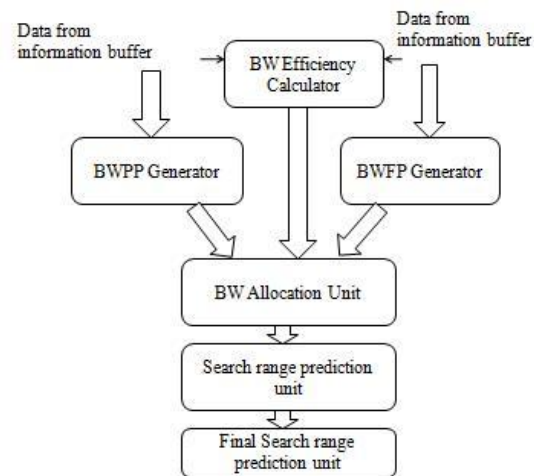 Data from
information buffer
Data from
information buffer
BW Efficiency
Calculator
BWPP Generator
BWFP Generator
BW Allocation Unit
Search range prediction
unit
Final Search range
prediction unit